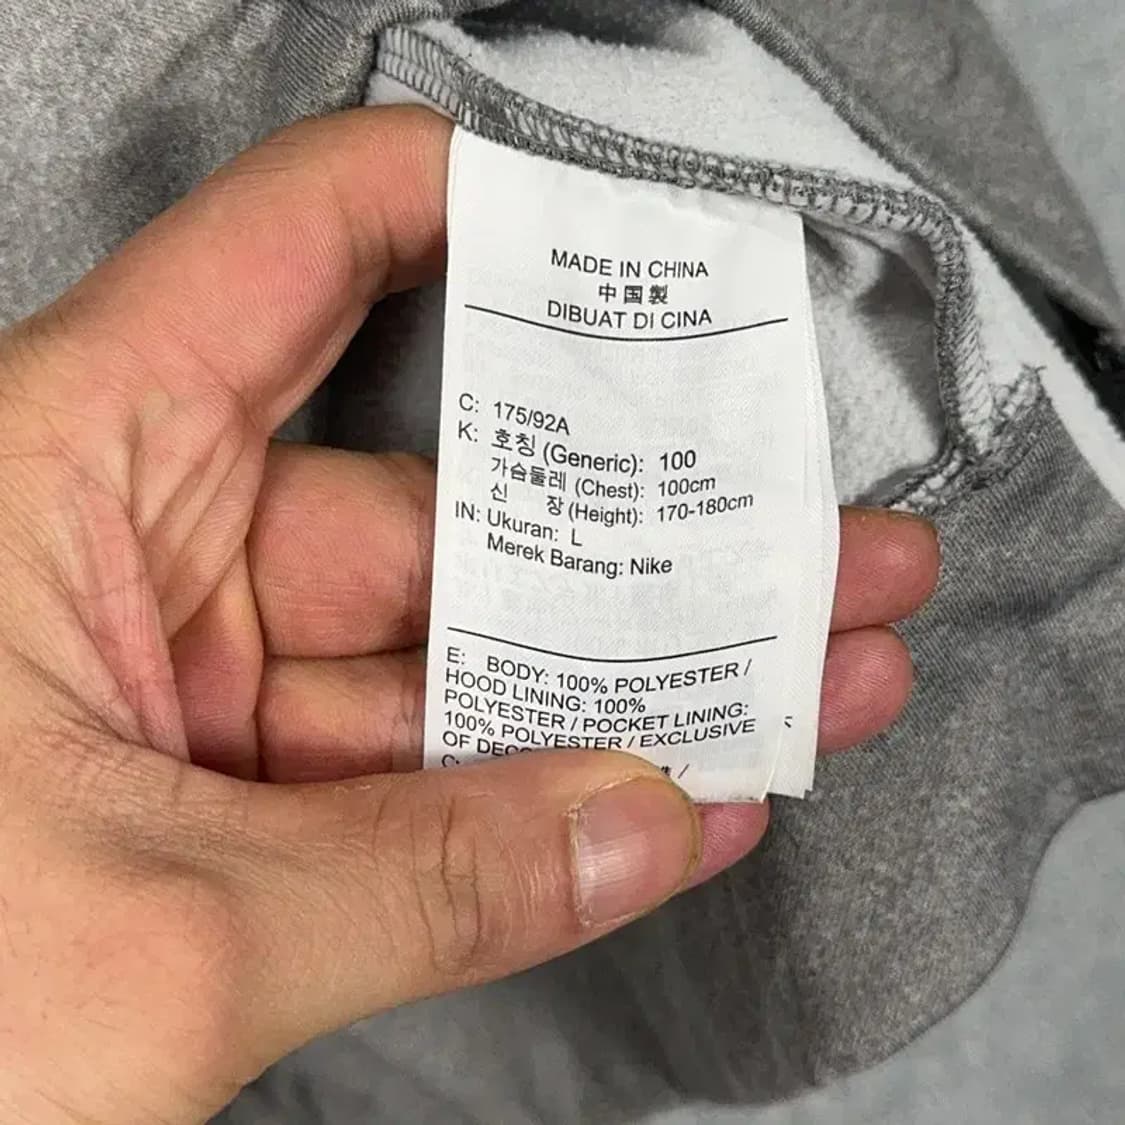 MADE IN CHINA
中国製
DIBUAT DI CINA
C: 175/92A
K: 호칭 (Generic): 100
가슴둘레 (Chest): 100cm
신 장 (Height): 170-180cm
IN: Ukuran: L
Merek Barang: Nike
E: BODY: 100% POLYESTER /
HOOD LINING: 100%
POLYESTER / POCKET LINING:
100% POLYESTER / EXCLUSIVE
OF
C: /